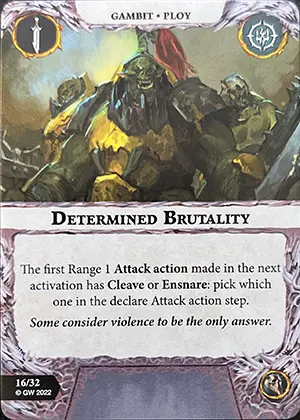 GAMBIT • PLOY
DETERMINED BRUTALITY
The first Range 1 Attack action made in the next
activation has Cleave or Ensnare: pick which
one in the declare Attack action step.
Some consider violence to be the only answer.
16/32
© GW 2022